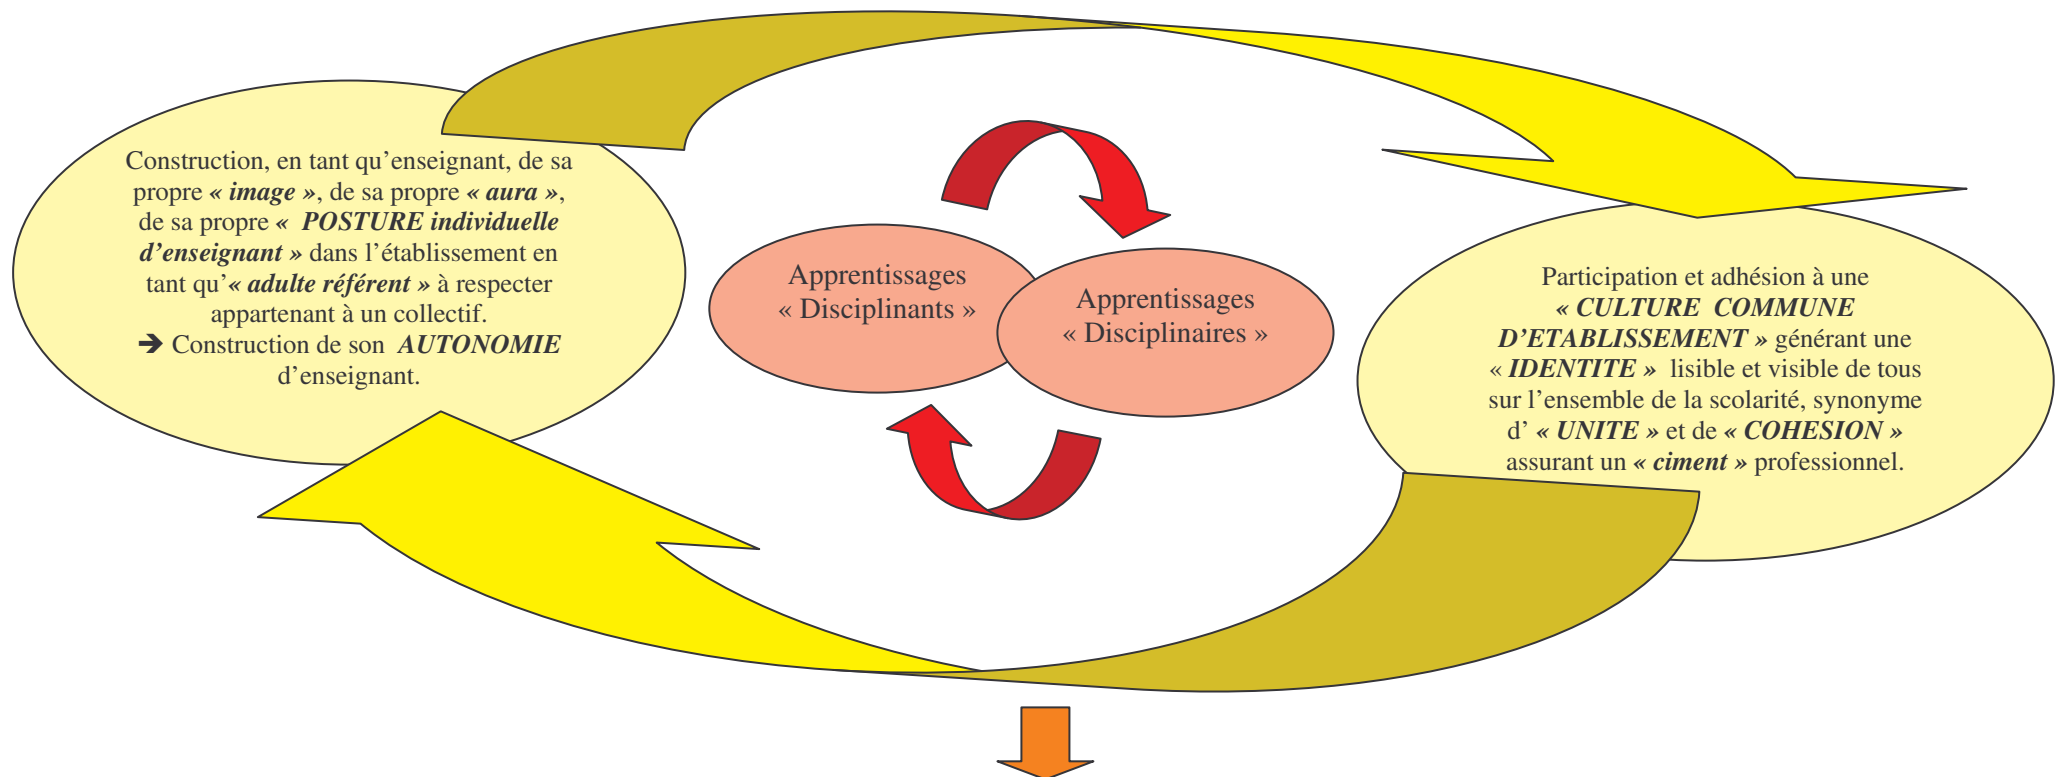 Construction, en tant qu’enseignant, de sa
propre « image », de sa propre « aura »,
de sa propre « POSTURE individuelle
d’enseignant » dans l’établissement en
tant qu’« adulte référent » à respecter
appartenant à un collectif.
➔ Construction de son AUTONOMIE
d’enseignant.
Apprentissages
« Disciplinants »
Apprentissages
« Disciplinaires »
Participation et adhésion à une
« CULTURE COMMUNE
D’ETABLISSEMENT » générant une
« IDENTITE » lisible et visible de tous
sur l’ensemble de la scolarité, synonyme
d’ « UNITE » et de « COHESION »
assurant un « ciment » professionnel.